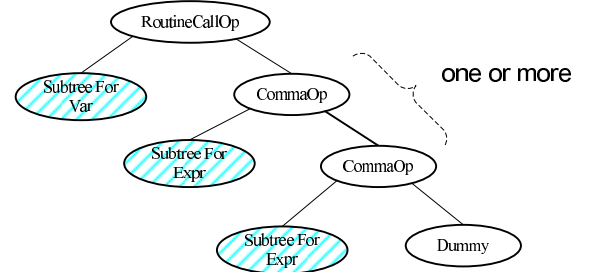 RoutineCallOp
Subtree For
Var
CommaOp
one or more
Subtree For
Expr
CommaOp
Subtree For
Expr
Dummy